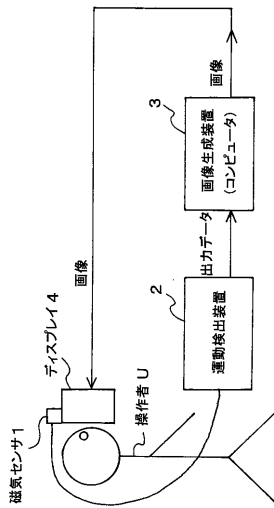 磁気センサ1
ディスプレイ4
画像
操作者U
2
運動検出装置
出力データ
3
画像生成装置
(コンピュータ)
画像